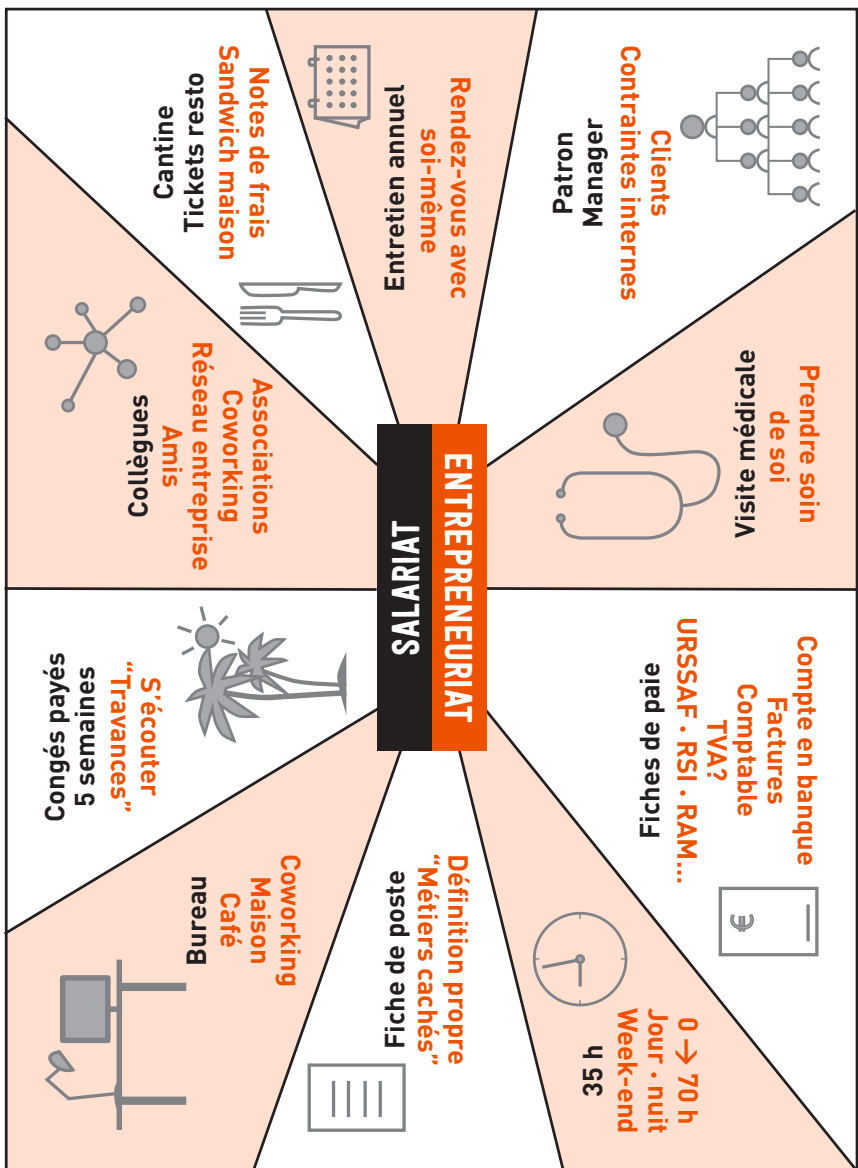 Clients
Contraintes internes
Patron
Manager
Prendre soin
de soi
Visite médicale
Compte en banque
Factures
Comptable
TVA?
URSSAF • RSI • RAM...
Fiches de paie
€
0 → 70 h
Jour • nuit
Week-end
35 h
Rendez-vous avec
soi-même
Entretien annuel
ENTREPRENEURIAT
SALARIAT
Définition propre
“Métiers cachés”
Fiche de poste
Notes de frais
Sandwich maison
Cantine
Tickets resto
Associations
Coworking
Réseau entreprise
Amis
Collègues
S'écouter
“Travances”
Congés payés
5 semaines
Coworking
Maison
Café
Bureau